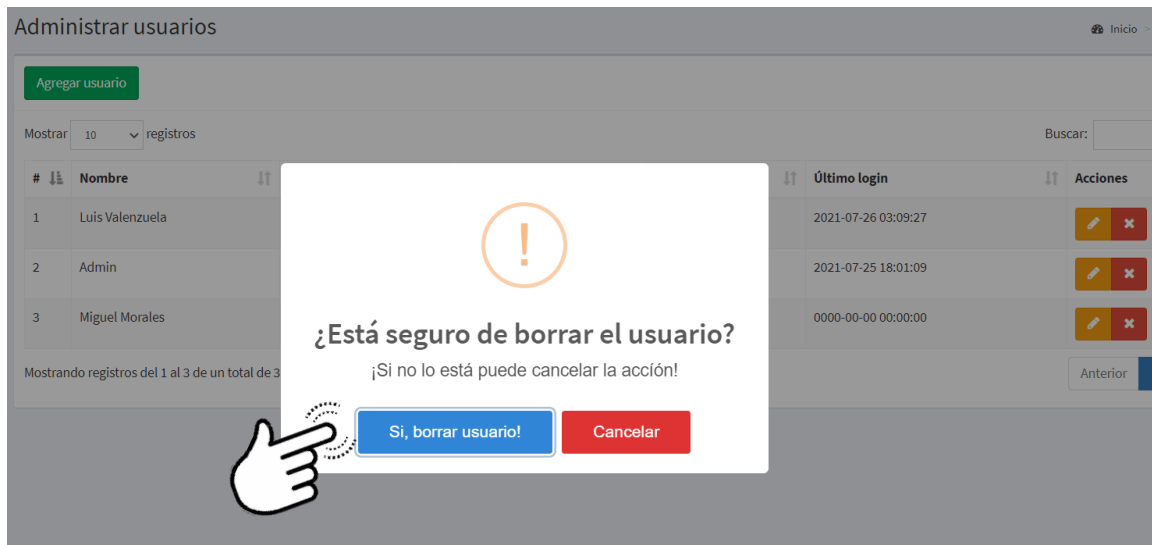 Administrar usuarios
Inicio >
Agregar usuario
Mostrar 10 registros
Buscar:
# Nombre Último login Acciones
1 Luis Valenzuela 2021-07-26 03:09:27
2 Admin 2021-07-25 18:01:09
3 Miguel Morales 0000-00-00 00:00:00
Mostrando registros del 1 al 3 de un total de 3
Anterior
!
¿Está seguro de borrar el usuario?
¡Si no lo está puede cancelar la accíón!
Si, borrar usuario! Cancelar